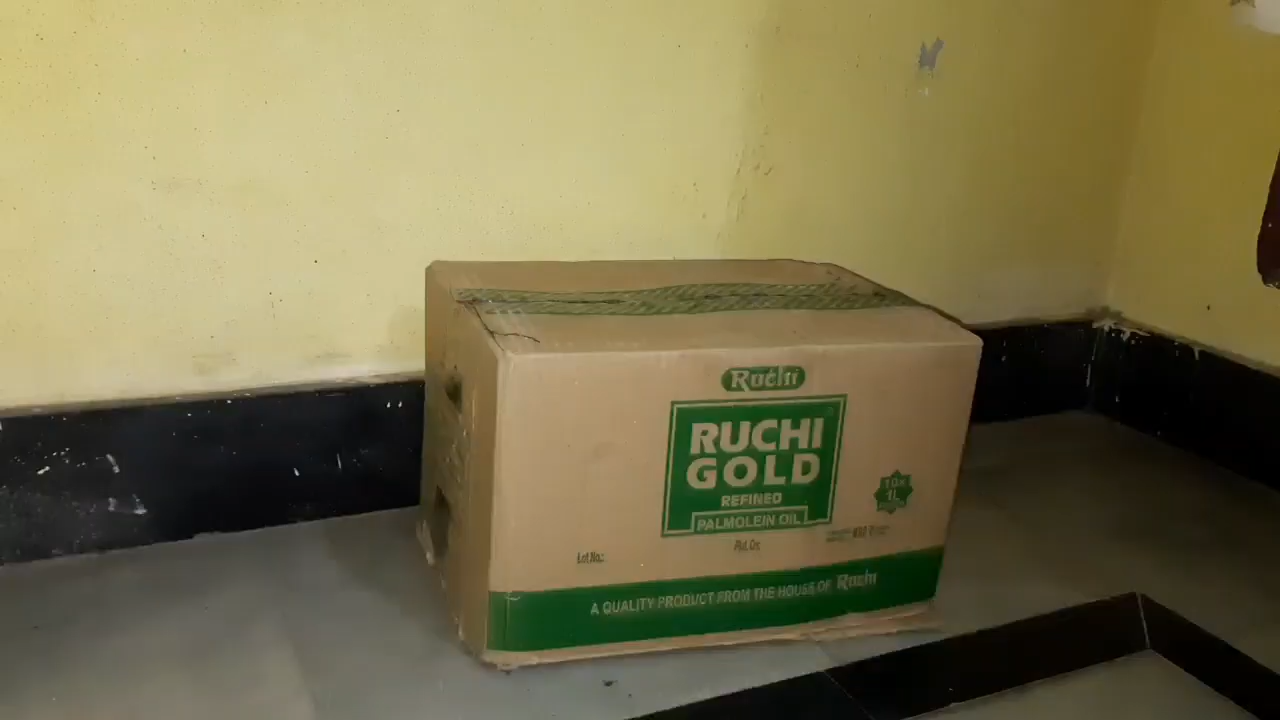 Ruchi
RUCHI
GOLD
REFINED
PALMOLEIN OIL
10x
1L
Lot No.:
Pkd. On:
A QUALITY PRODUCT FROM THE HOUSE OF Ruchi